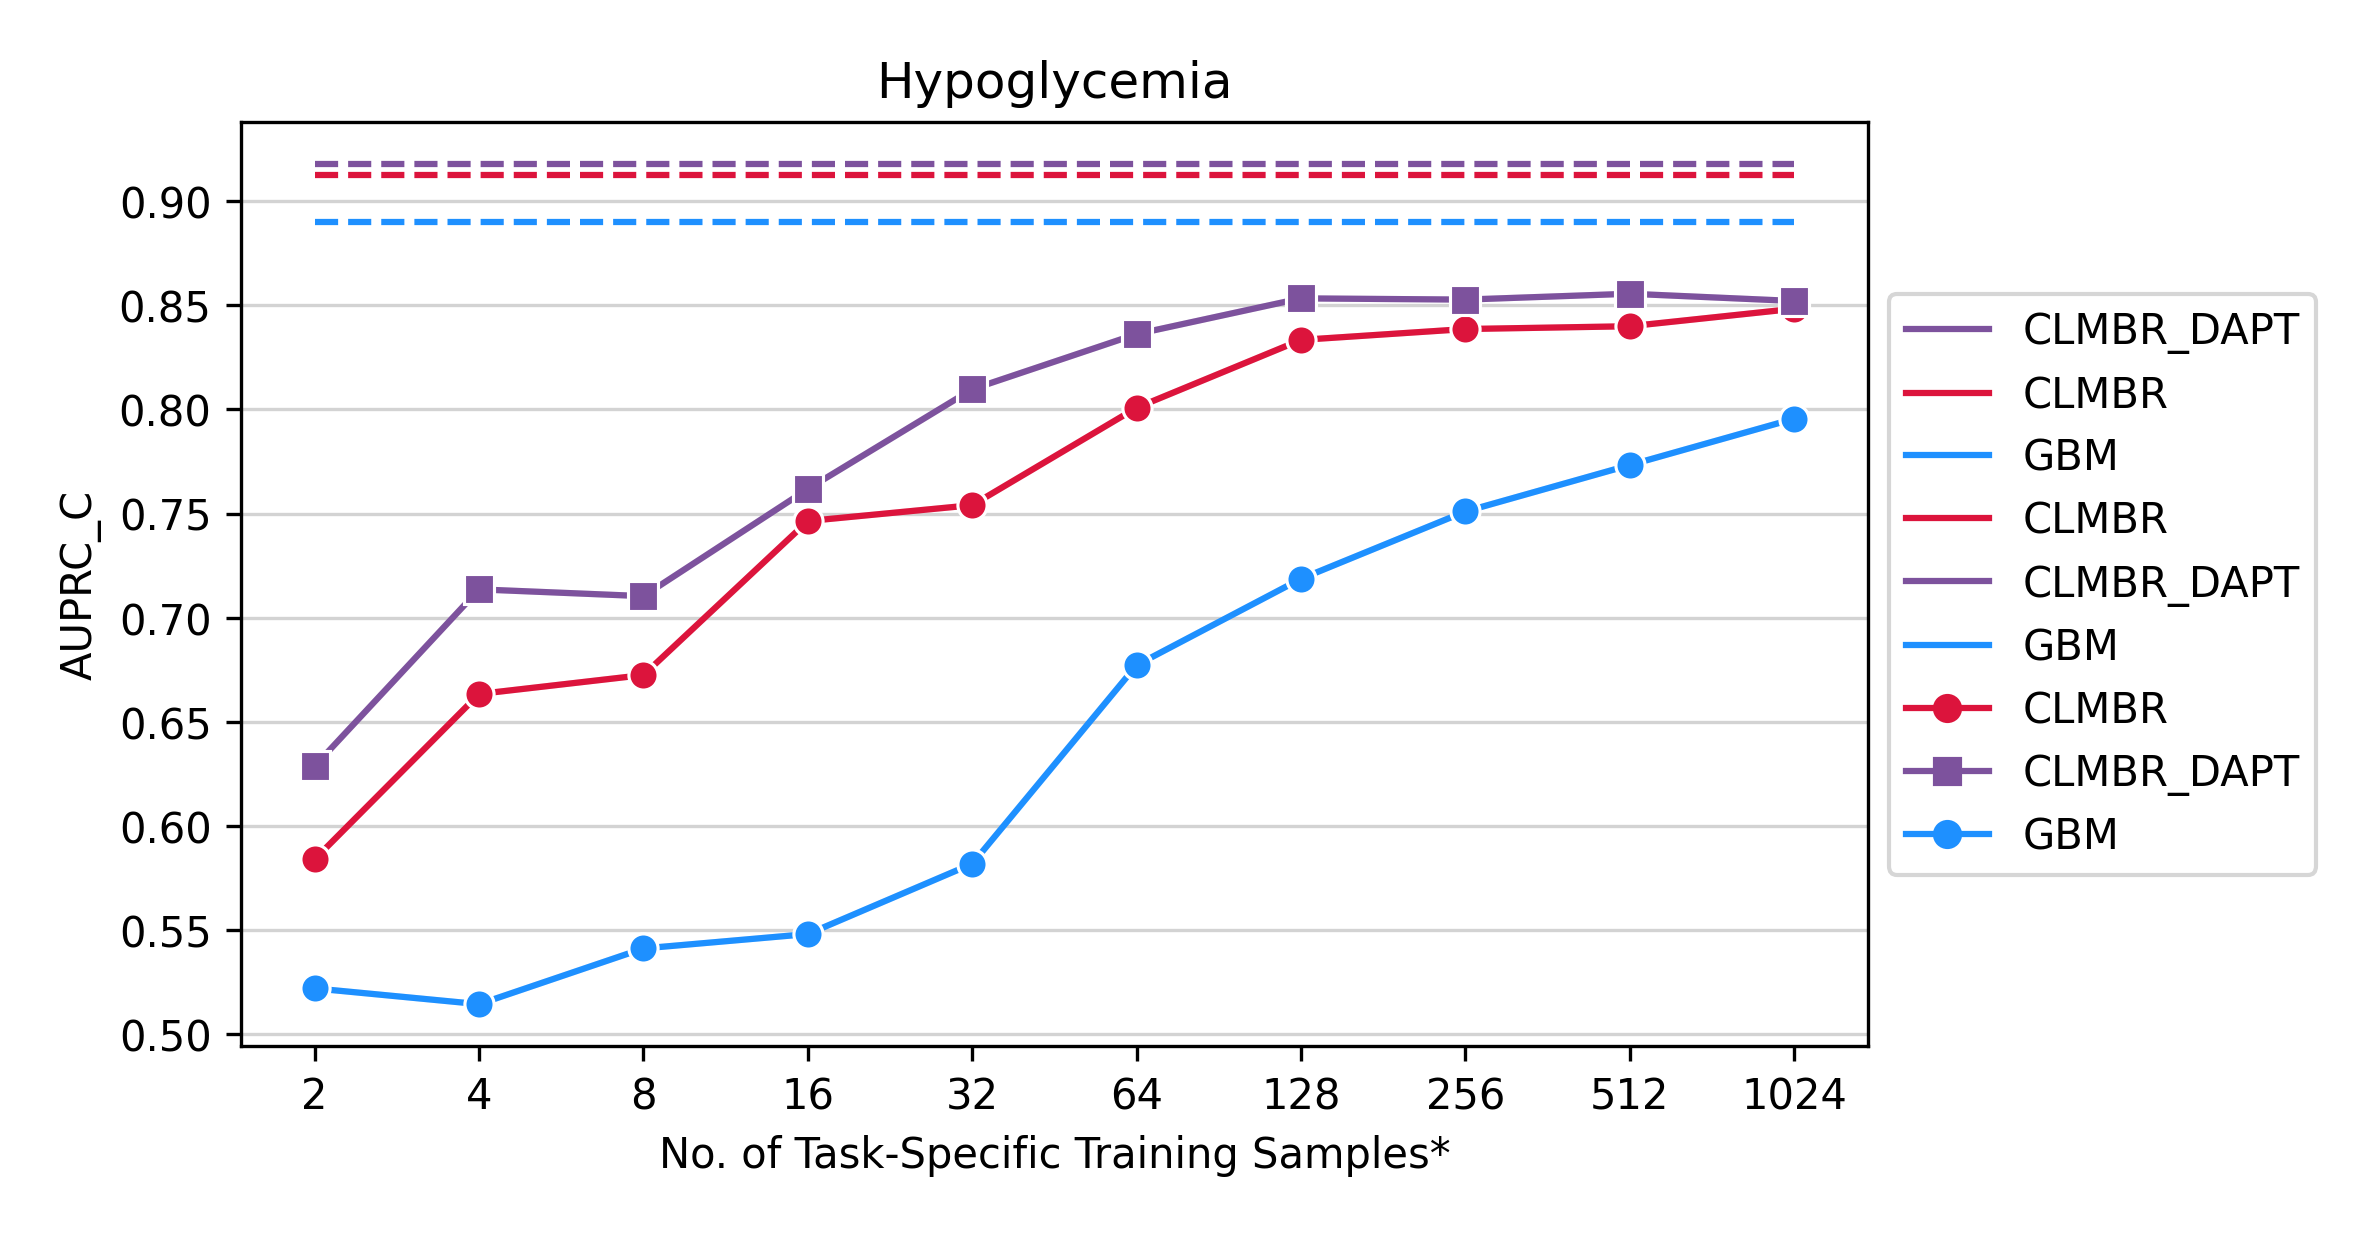 Hypoglycemia
AUPRC_C
0.90
0.85
0.80
0.75
0.70
0.65
0.60
0.55
0.50
2 4 8 16 32 64 128 256 512 1024
No. of Task-Specific Training Samples*
CLMBR_DAPT
CLMBR
GBM
CLMBR
CLMBR_DAPT
GBM
CLMBR
CLMBR_DAPT
GBM